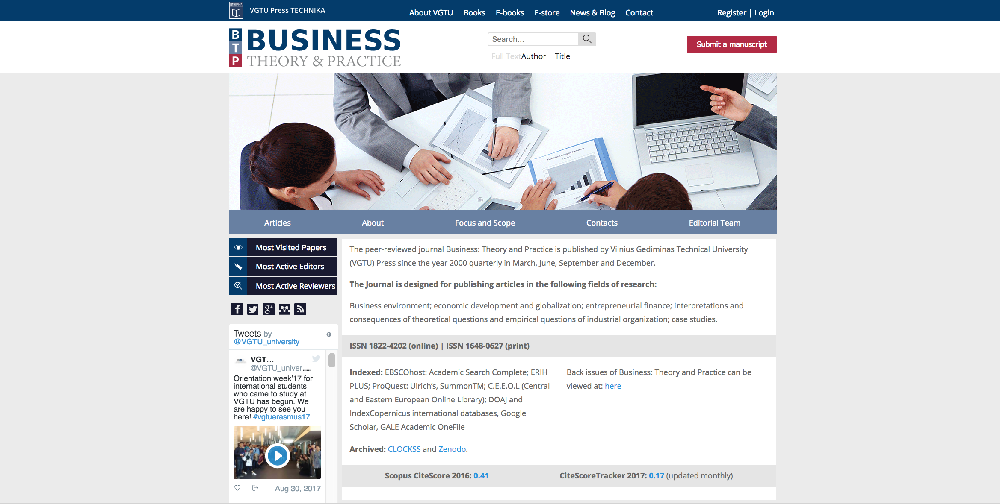 LITHUANIA
VGTU Press TECHNIKA
About VGTU Books E-books E-store News & Blog Contact
Register | Login
B
T
P
BUSINESS
THEORY & PRACTICE
Search...
Full Text Author Title
Submit a manuscript
Financial plan of company development
Articles About Focus and Scope Contacts Editorial Team
Most Visited Papers
Most Active Editors
Most Active Reviewers
Tweets by
@VGTU_university
VGT...
@VGTU_univer......
Orientation week'17 for
international students
who came to study at
VGTU has begun. We
are happy to see you
here! #vgtuerasmus17
Aug 30, 2017
The peer-reviewed journal Business: Theory and Practice is published by Vilnius Gediminas Technical University
(VGTU) Press since the year 2000 quarterly in March, June, September and December.
The Journal is designed for publishing articles in the following fields of research:
Business environment; economic development and globalization; entrepreneurial finance; interpretations and
consequences of theoretical questions and empirical questions of industrial organization; case studies.
ISSN 1822-4202 (online) | ISSN 1648-0627 (print)
Indexed: EBSCOhost: Academic Search Complete; ERIH
PLUS; ProQuest: Ulrich's, SummonTM; C.E.E.O.L (Central
and Eastern European Online Library); DOAJ and
IndexCopernicus international databases, Google
Scholar, GALE Academic OneFile
Archived: CLOCKSS and Zenodo.
Back issues of Business: Theory and Practice can be
viewed at: here
Scopus CiteScore 2016: 0.41
CiteScoreTracker 2017: 0.17 (updated monthly)